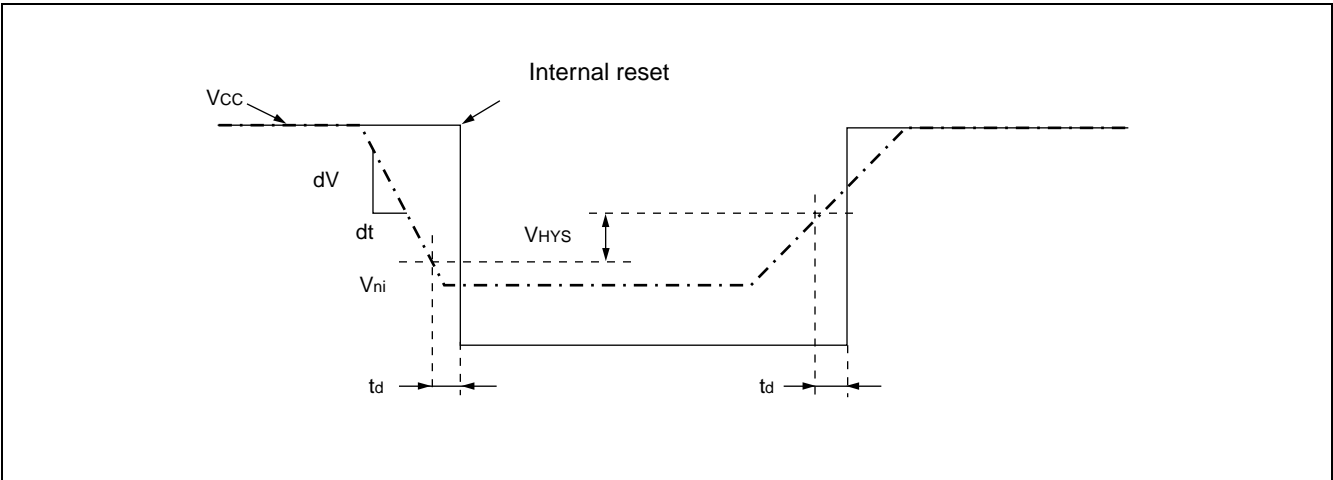 Internal reset
VCC
dV
dt
VHYS
Vni
td
td